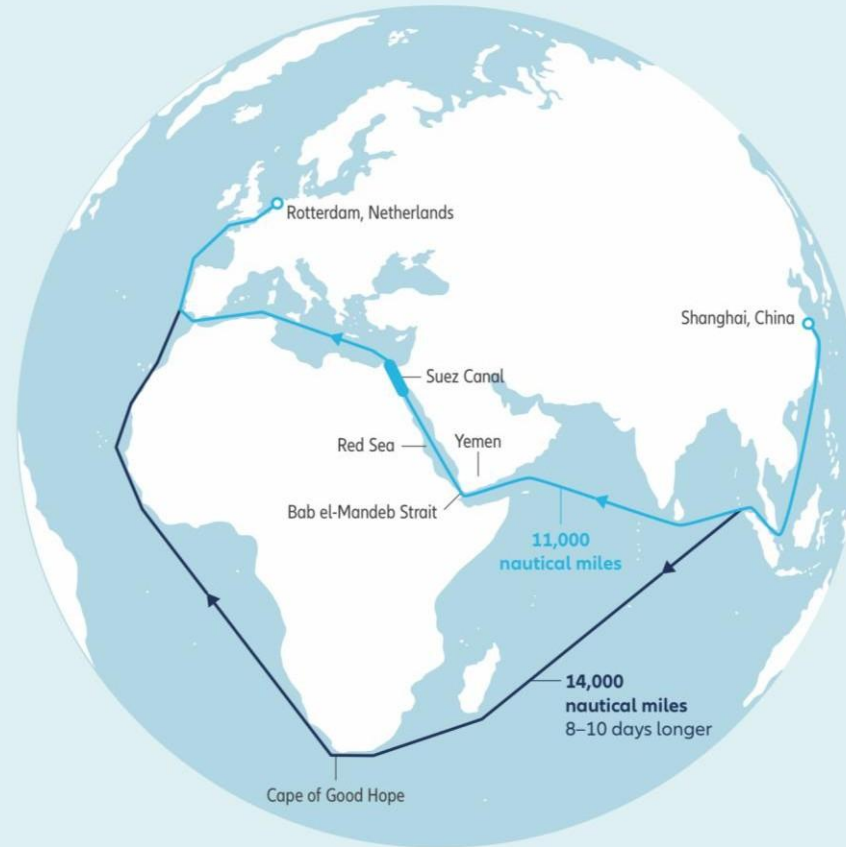 Rotterdam, Netherlands
Shanghai, China
Suez Canal
Red Sea
Yemen
Bab el-Mandeb Strait
11,000
nautical miles
14,000
nautical miles
8–10 days longer
Cape of Good Hope